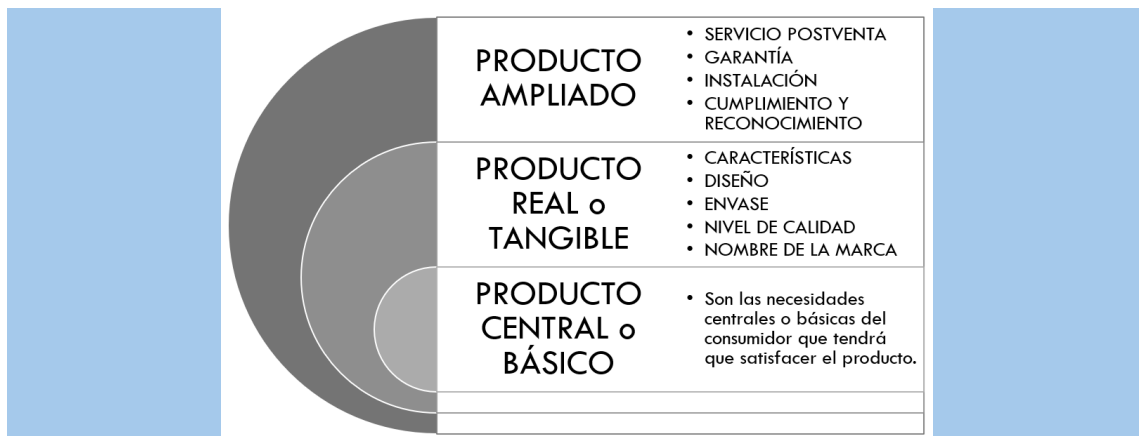 PRODUCTO
AMPLIADO
• SERVICIO POSTVENTA
• GARANTÍA
• INSTALACIÓN
• CUMPLIMIENTO Y
RECONOCIMIENTO
PRODUCTO
REAL o
TANGIBLE
• CARACTERÍSTICAS
• DISEÑO
• ENVASE
• NIVEL DE CALIDAD
• NOMBRE DE LA MARCA
PRODUCTO
CENTRAL o
BÁSICO
• Son las necesidades
centrales o básicas del
consumidor que tendrá
que satisfacer el producto.